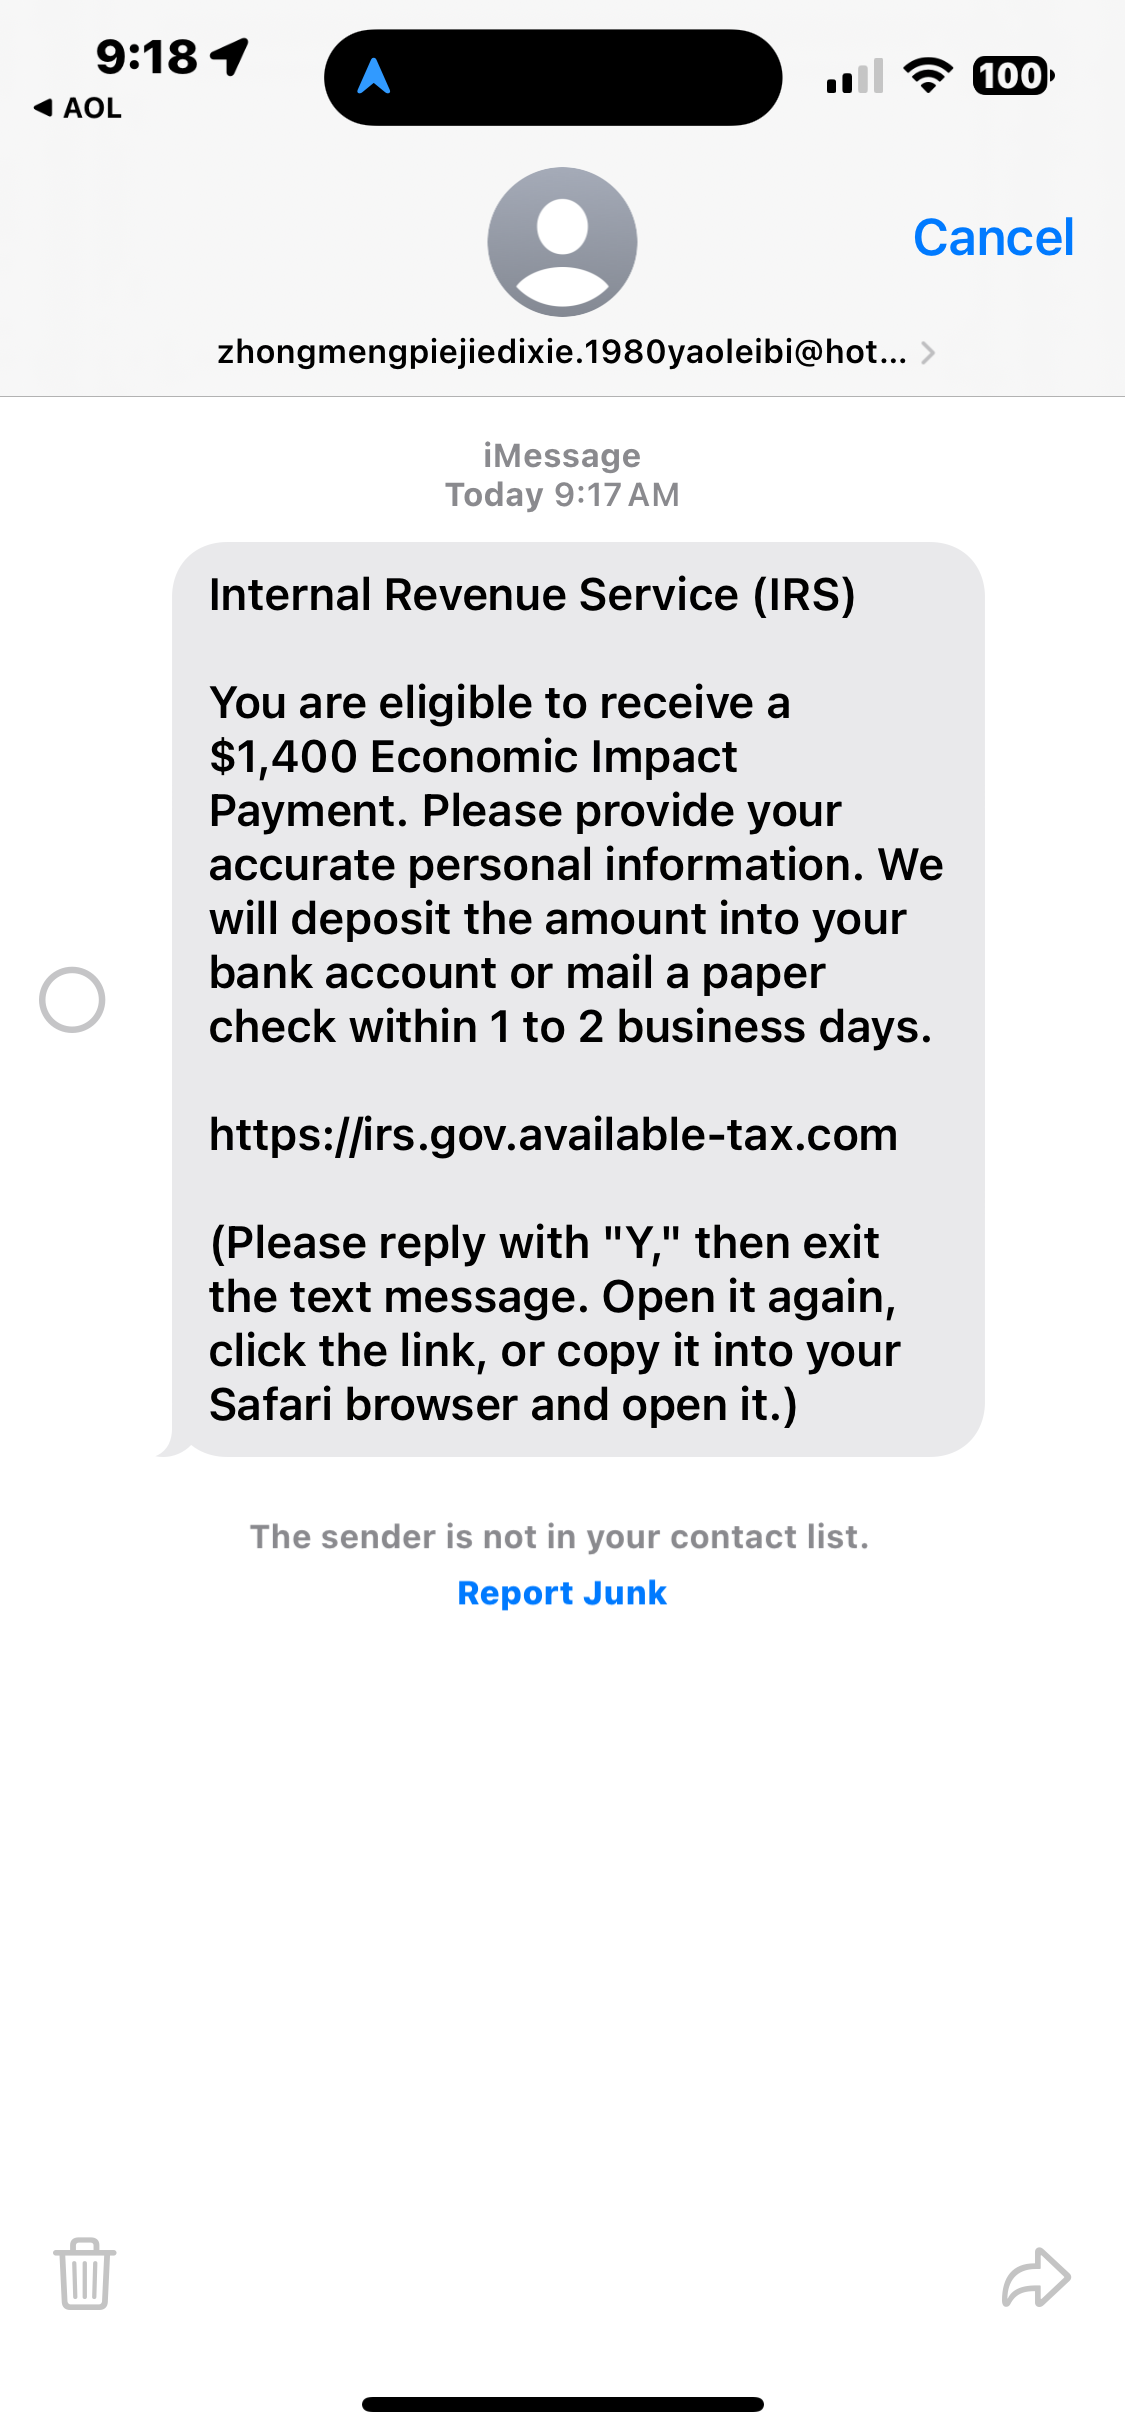 9:18
100
◀ AOL
Cancel
zhongmengpiejiedixie.1980yaoleibi@hot...
iMessage
Today 9:17 AM
Internal Revenue Service (IRS)
You are eligible to receive a
$1,400 Economic Impact
Payment. Please provide your
accurate personal information. We
will deposit the amount into your
bank account or mail a paper
check within 1 to 2 business days.
https://irs.gov.available-tax.com
(Please reply with "Y," then exit
the text message. Open it again,
click the link, or copy it into your
Safari browser and open it.)
The sender is not in your contact list.
Report Junk